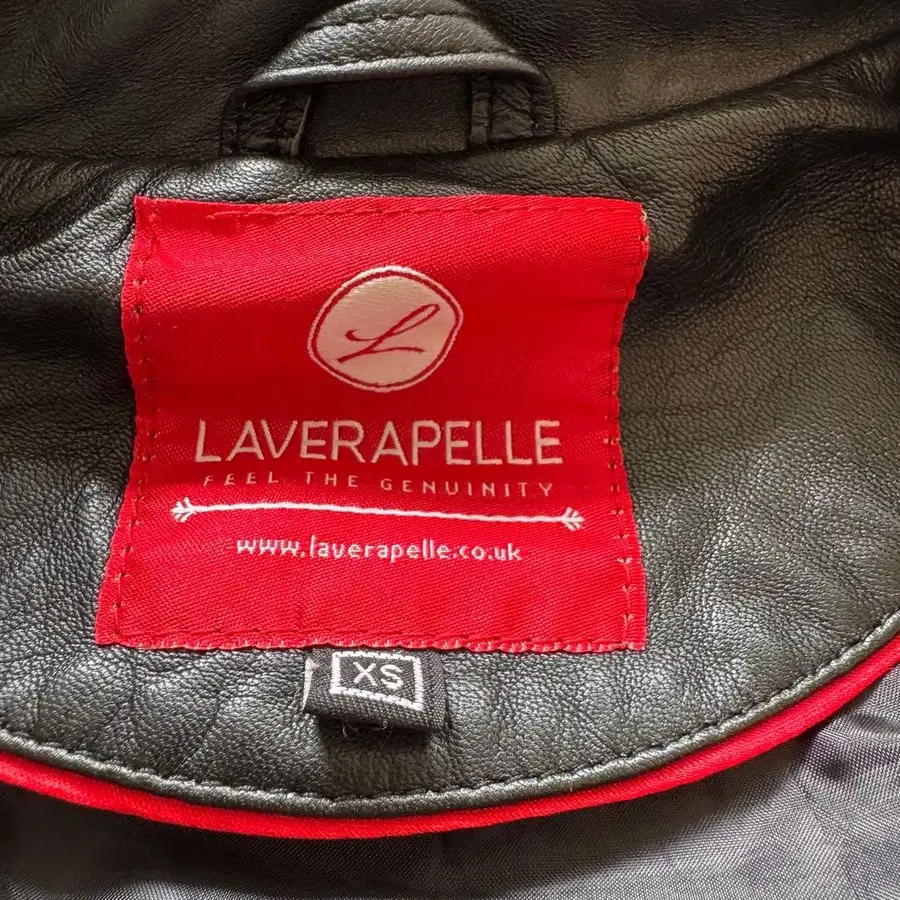 L
LAVERAPELLE
FEEL THE GENUINITY
www.laverapelle.co.uk
XS